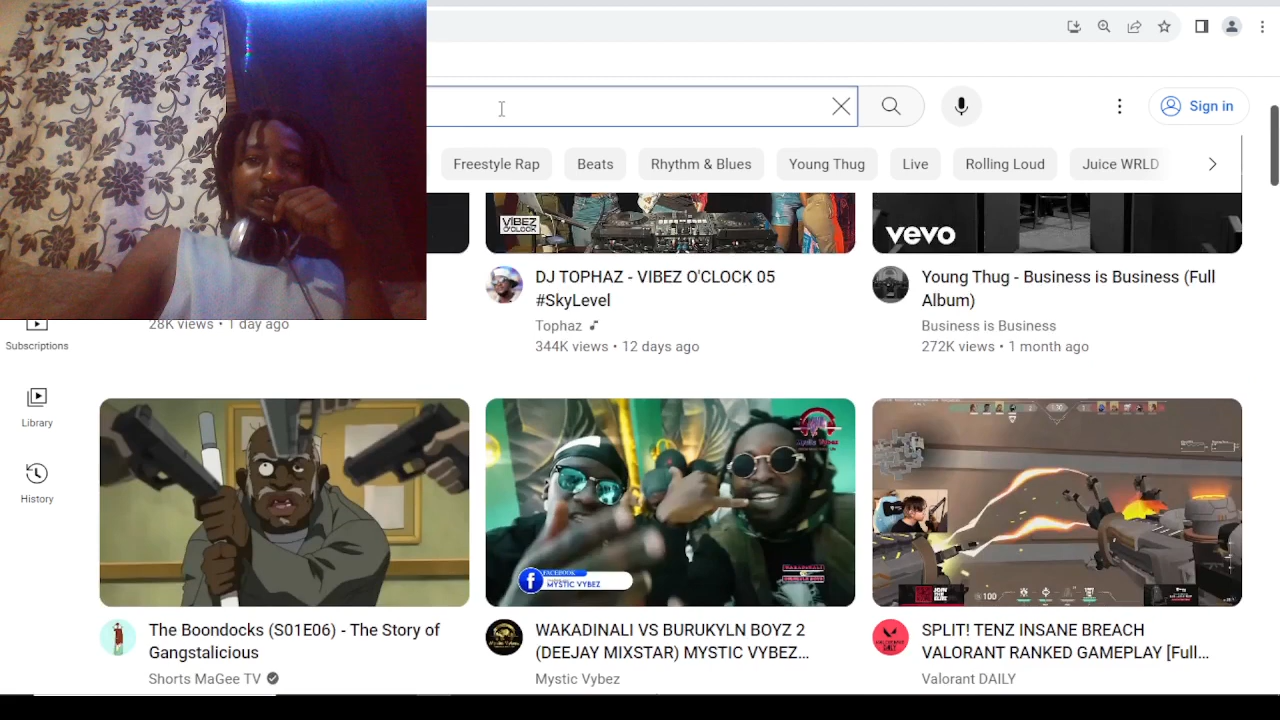 Sign in
Freestyle Rap
Beats
Rhythm & Blues
Young Thug
Live
Rolling Loud
Juice WRLD
VIBEZ
O'CLOCK
vevo
28K views • 1 day ago
DJ TOPHAZ - VIBEZ O'CLOCK 05
#SkyLevel
Tophaz
344K views • 12 days ago
Young Thug - Business is Business (Full
Album)
Business is Business
272K views • 1 month ago
Subscriptions
Library
History
FACEBOOK
MYSTIC VYBEZ
100
The Boondocks (S01E06) - The Story of
Gangstalicious
Shorts MaGee TV
WAKADINALI VS BURUKYLN BOYZ 2
(DEEJAY MIXSTAR) MYSTIC VYBEZ...
Mystic Vybez
SPLIT! TENZ INSANE BREACH
VALORANT RANKED GAMEPLAY [Full...
Valorant DAILY